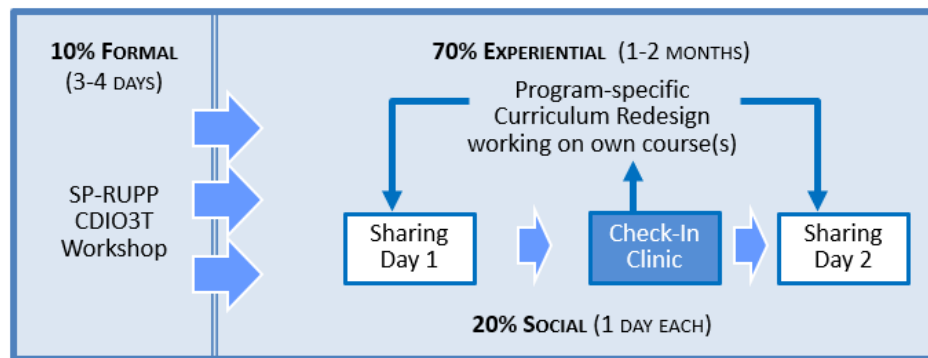 10% FORMAL
(3-4 DAYS)
SP-RUPP
CDIO3T
Workshop
70% EXPERIENTIAL (1-2 MONTHS)
Program-specific
Curriculum Redesign
working on own course(s)
Sharing
Day 1
Check-In
Clinic
Sharing
Day 2
20% SOCIAL (1 DAY EACH)